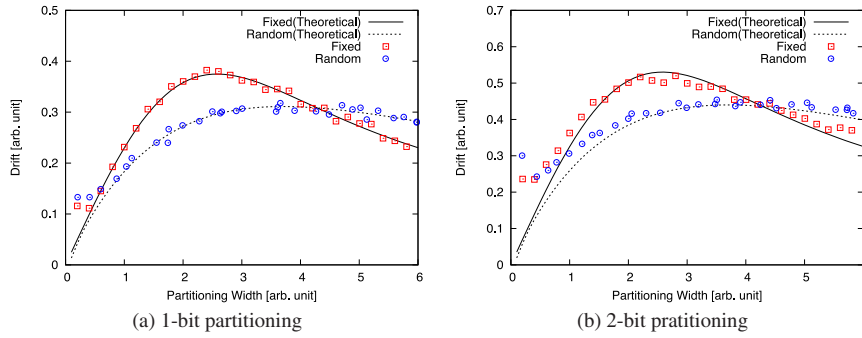 0.5
0.4
0.3
0.2
0.1
0
Drift [arb. unit]
Fixed(Theoretical)
Random(Theoretical)
Fixed
Random
0 1 2 3 4 5 6
Partitioning Width [arb. unit]
(a) 1-bit partitioning
0.7
0.6
0.5
0.4
0.3
0.2
0.1
0
Drift [arb. unit]
Fixed(Theoretical)
Random(Theoretical)
Fixed
Random
0 1 2 3 4 5
Partitioning Width [arb. unit]
(b) 2-bit pratitioning